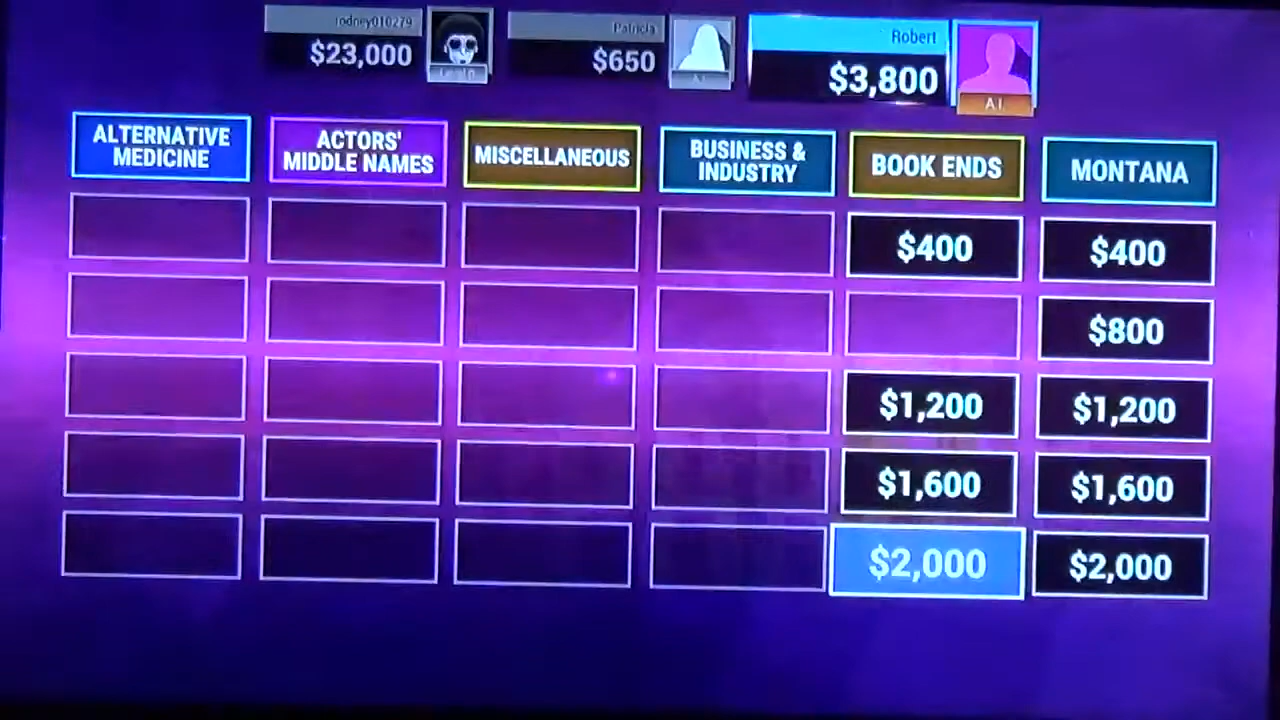 rodney010279
$23,000
Patricia
$650
A.I.
Robert
$3,800
A.I.
ALTERNATIVE
MEDICINE
ACTORS'
MIDDLE NAMES
MISCELLANEOUS
BUSINESS &
INDUSTRY
BOOK ENDS
MONTANA
$400
$400
$800
$1,200
$1,200
$1,600
$1,600
$2,000
$2,000